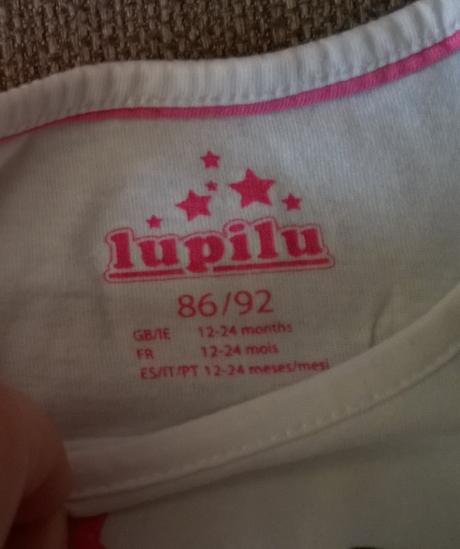 lupilu
86/92
GB/IE 12-24 months
FR 12-24 mois
ES/IT/PT 12-24 meses/mesi